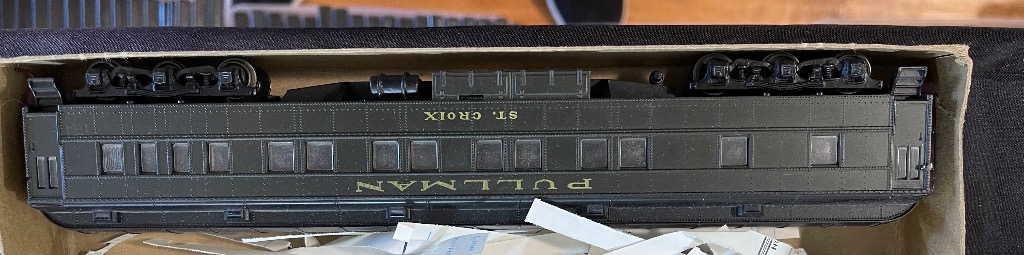 PULLMAN
ST. CROIX